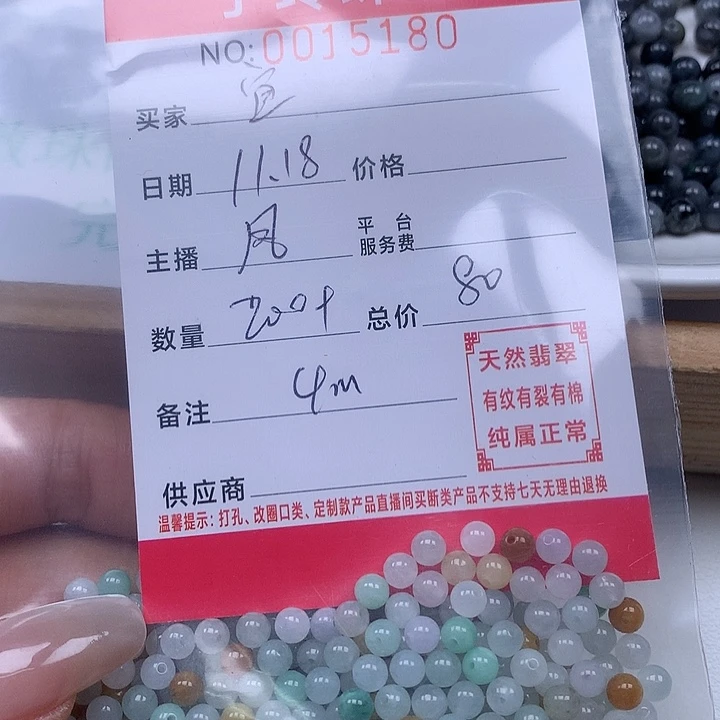 NO: 0015180
买家 宜
日期 11.18 价格
主播 凤 平台服务费
数量 200+ 总价 80
备注 4m
天然翡翠
有纹有裂有棉
纯属正常
供应商
温馨提示: 打孔、改圈口类、定制款产品直播间买断类产品不支持七天无理由退换